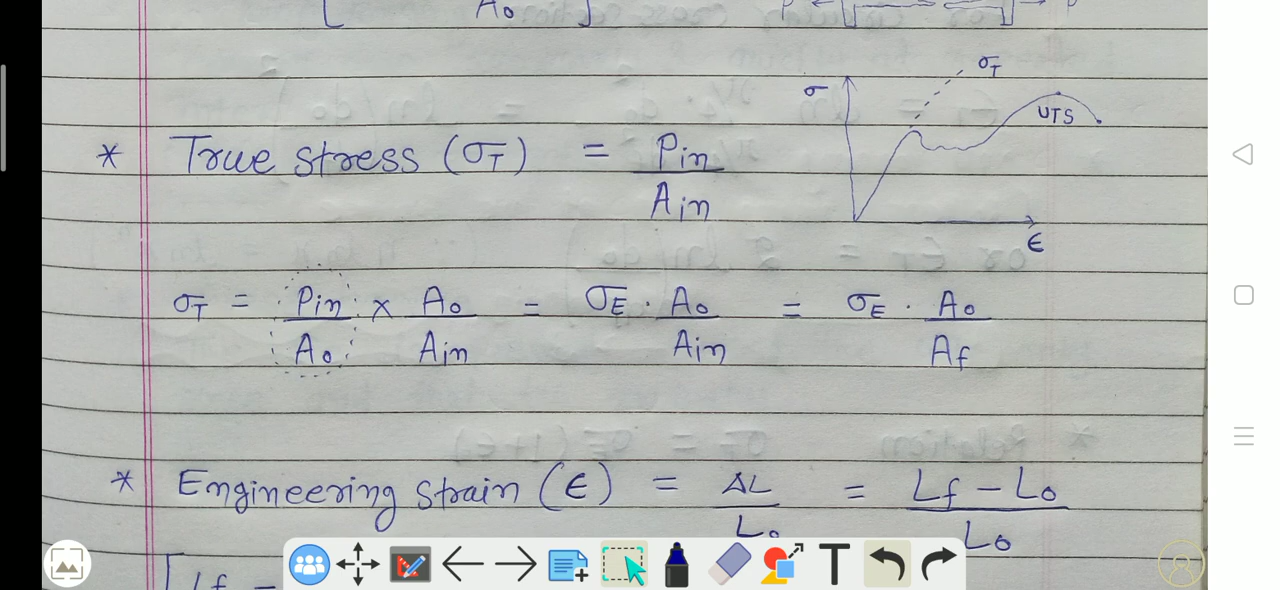 A₀
P P
σ_T
σ
UTS
* True stress (σ_T) = P_in / A_in
ε
σ_T = P_in / A₀ × A₀ / A_in = σ_E · A₀ / A_in = σ_E · A₀ / A_f
* Engineering strain (ε) = ΔL / L₀ = L_f - L₀ / L₀
L_f -
T